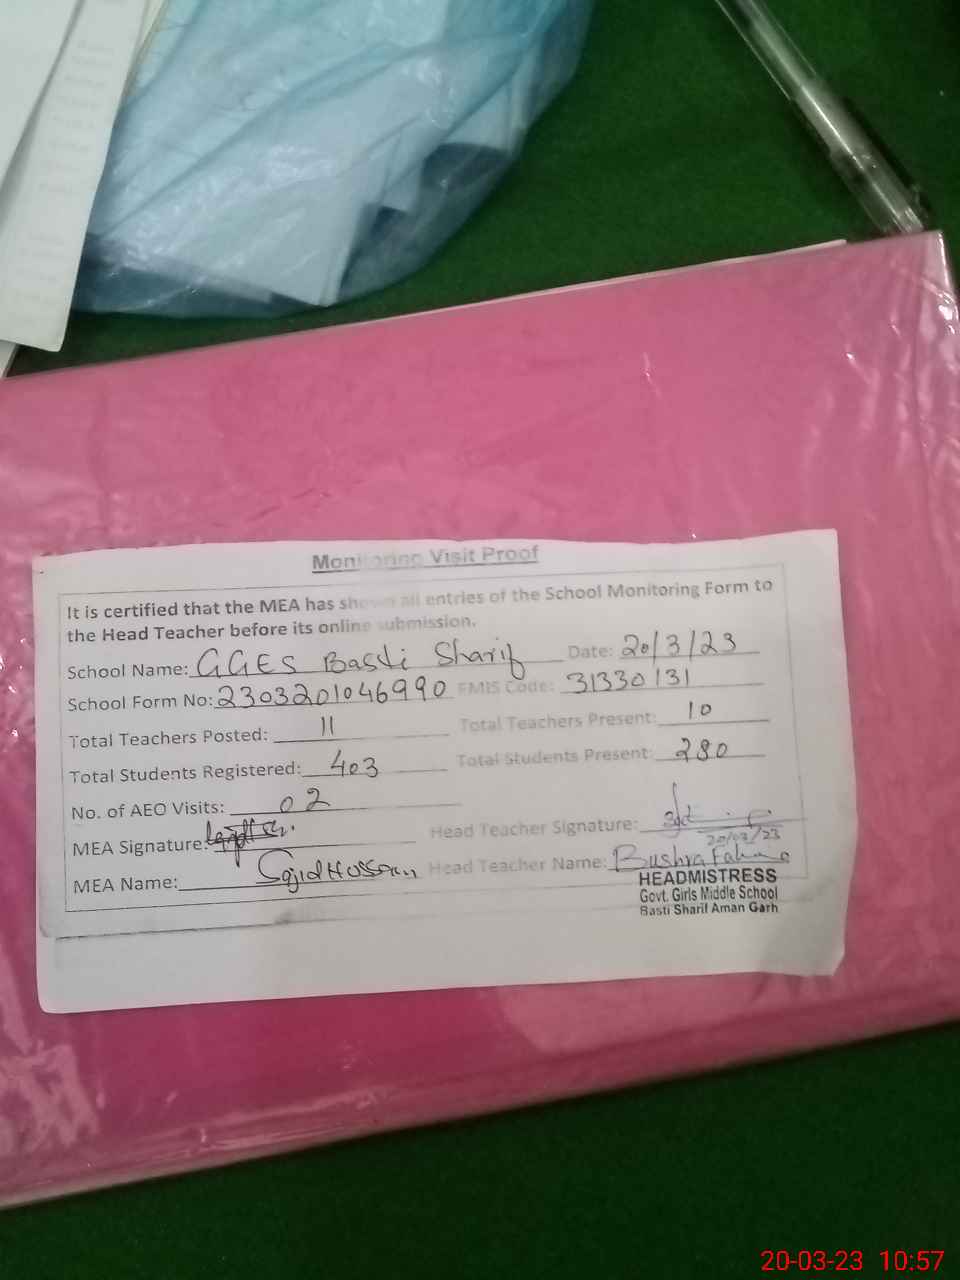 Monitoring Visit Proof
It is certified that the MEA has shown all entries of the School Monitoring Form to
the Head Teacher before its online submission.
School Name: GGES Basti Sharif Date: 20/3/23
School Form No: 2303201046990 EMIS Code: 31330131
Total Teachers Posted: 11 Total Teachers Present: 10
Total Students Registered: 403 Total Students Present: 280
No. of AEO Visits: 02
MEA Signature: Head Teacher Signature:
20/03/23
MEA Name: Sajid Hussain Head Teacher Name: Bushra
HEADMISTRESS
Govt. Girls Middle School
Basti Sharif Aman Garh
20-03-23 10:57